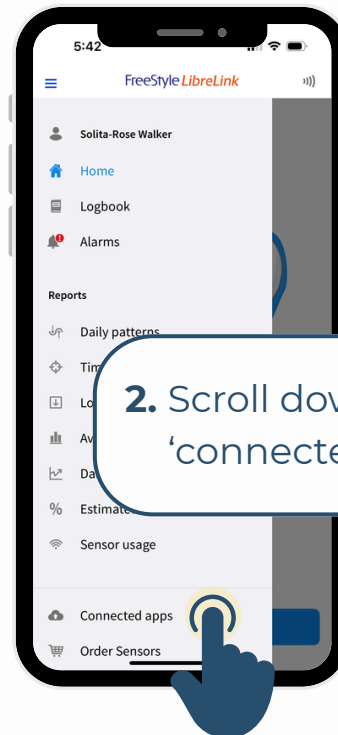 5:42
FreeStyle LibreLink
Solita-Rose Walker
Home
Logbook
Alarms
Reports
Daily patterns
2. Scroll
'connecte
Estimate
Sensor usage
Connected apps
Order Sensors